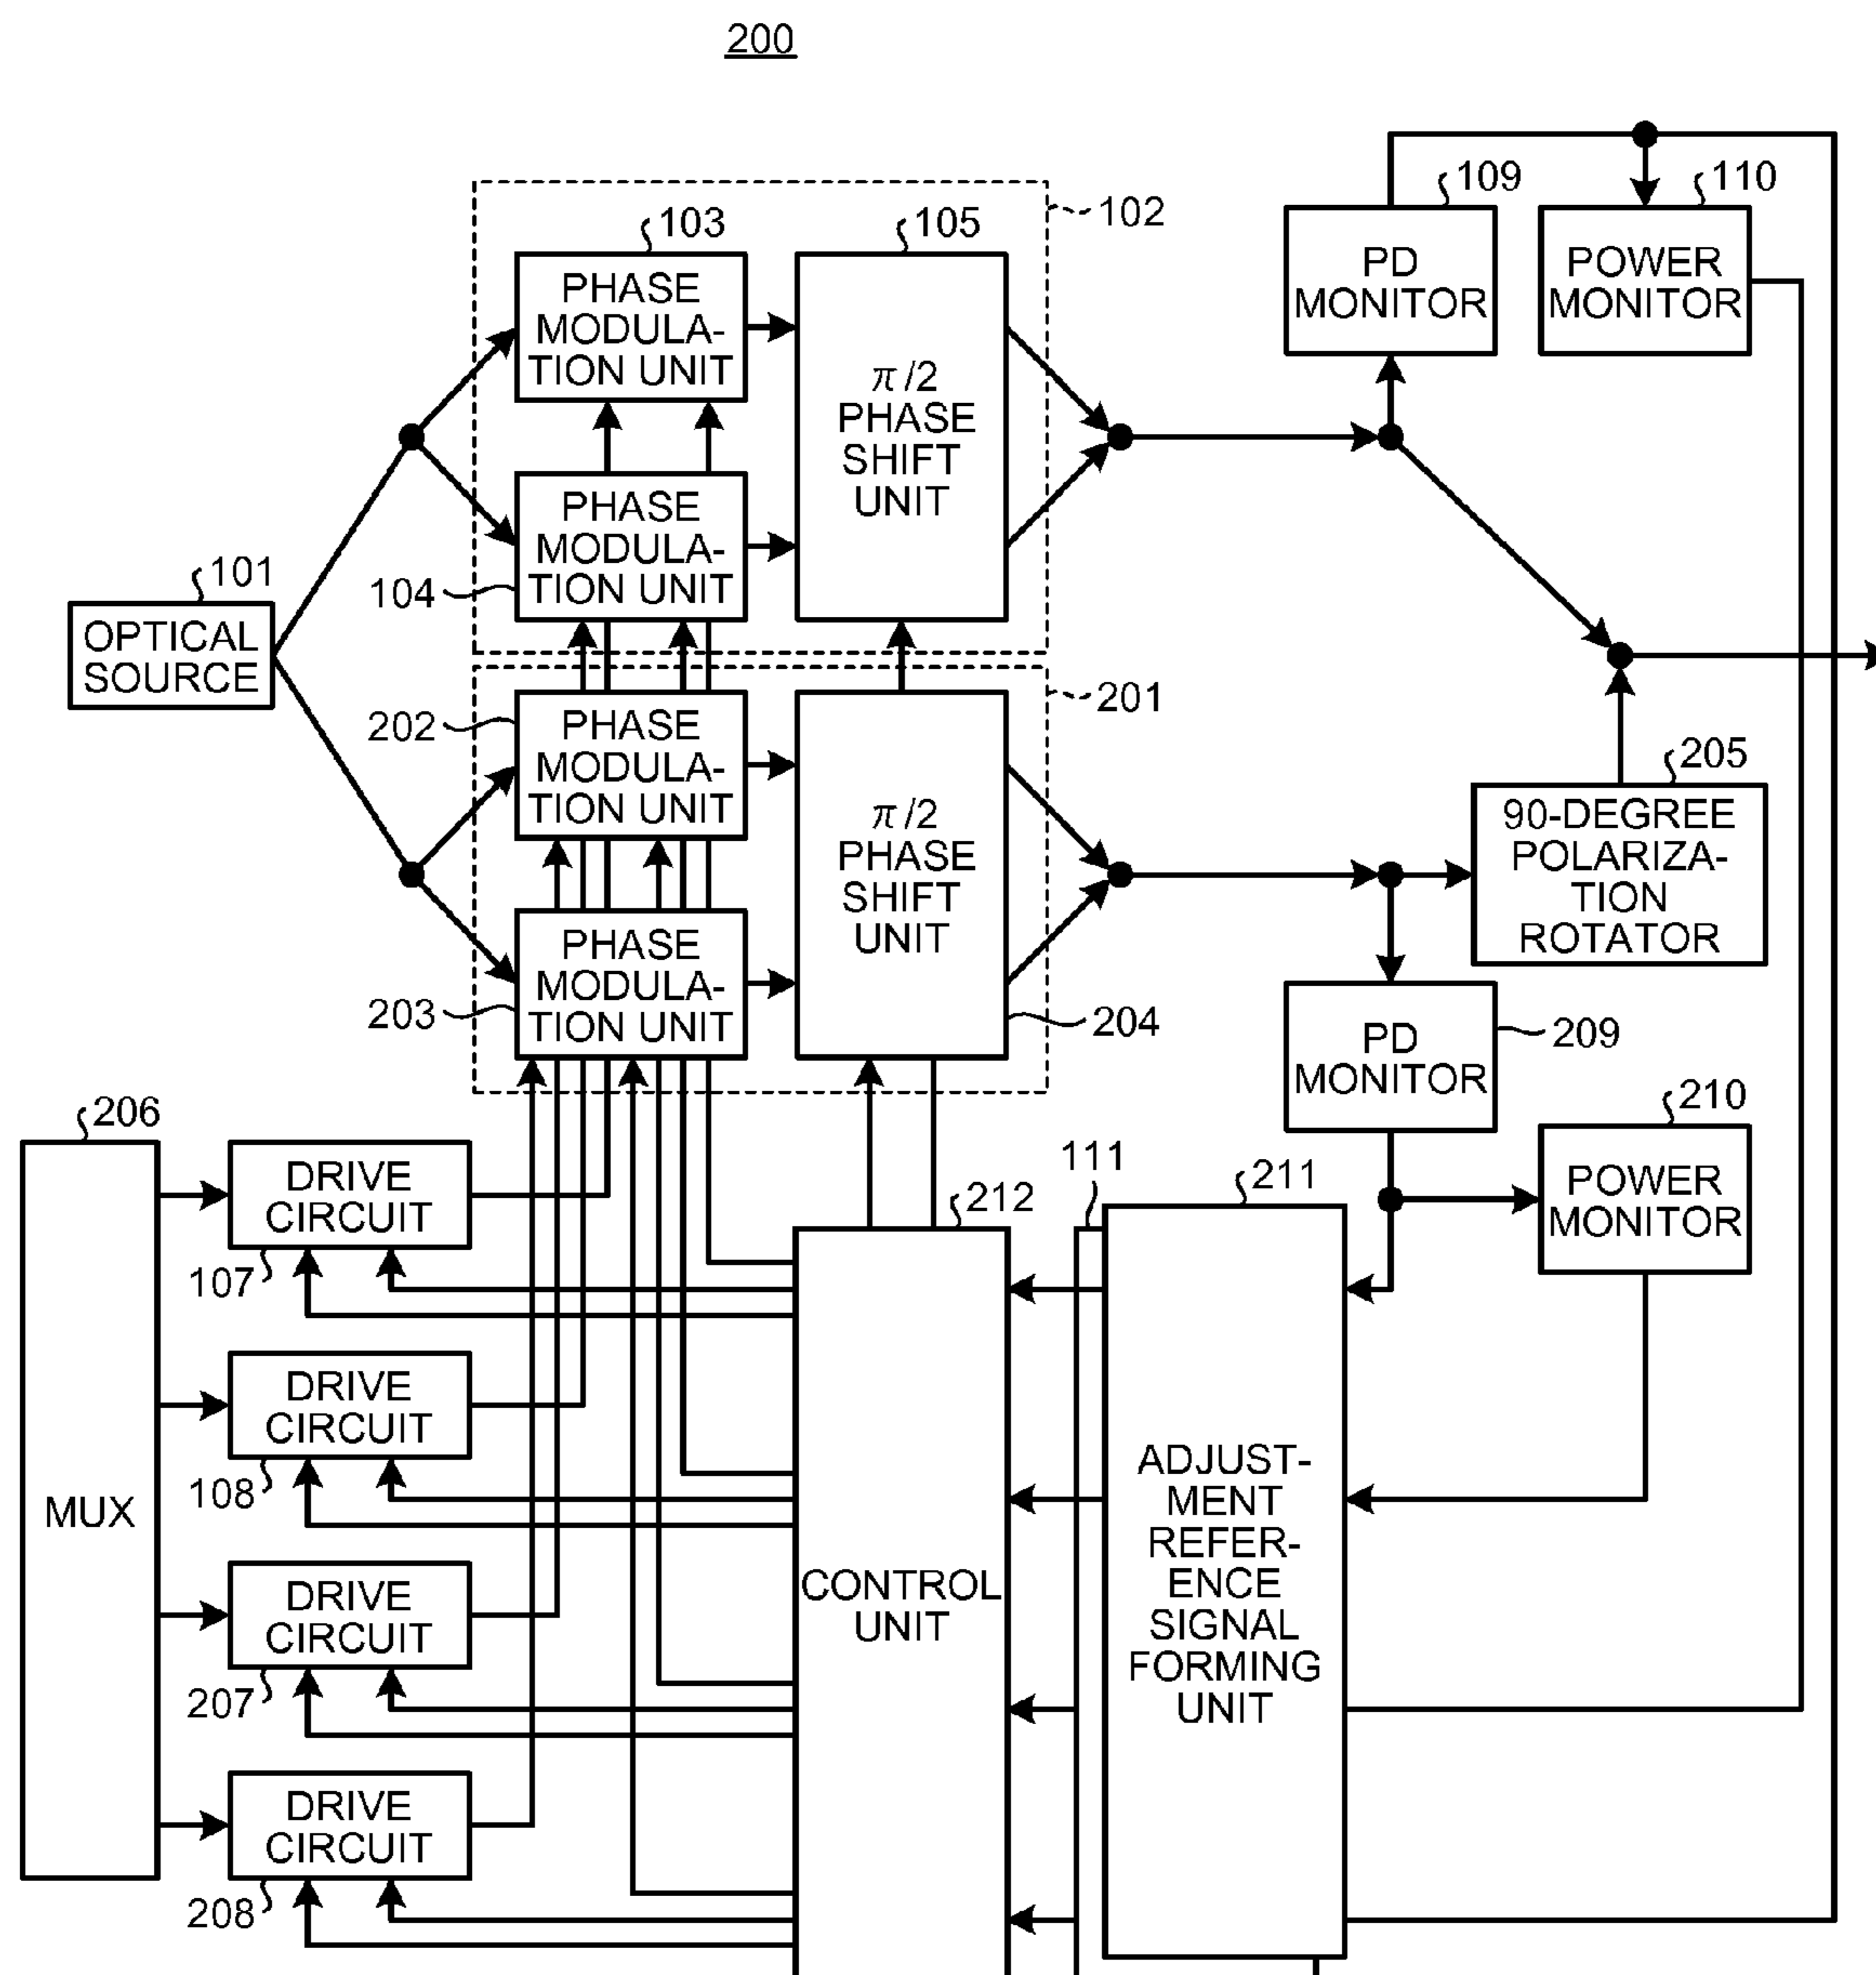 200
102
103
PHASE
MODULA-
TION UNIT
105
π/2
PHASE
SHIFT
UNIT
109
PD
MONITOR
110
POWER
MONITOR
PHASE
MODULA-
TION UNIT
104
101
OPTICAL
SOURCE
201
202
PHASE
MODULA-
TION UNIT
π/2
PHASE
SHIFT
UNIT
204
205
90-DEGREE
POLARIZA-
TION
ROTATOR
203
PHASE
MODULA-
TION UNIT
PD
MONITOR
209
210
POWER
MONITOR
206
MUX
DRIVE
CIRCUIT
107
DRIVE
CIRCUIT
108
DRIVE
CIRCUIT
207
DRIVE
CIRCUIT
208
212
CONTROL
UNIT
111
211
ADJUST-
MENT
REFER-
ENCE
SIGNAL
FORMING
UNIT